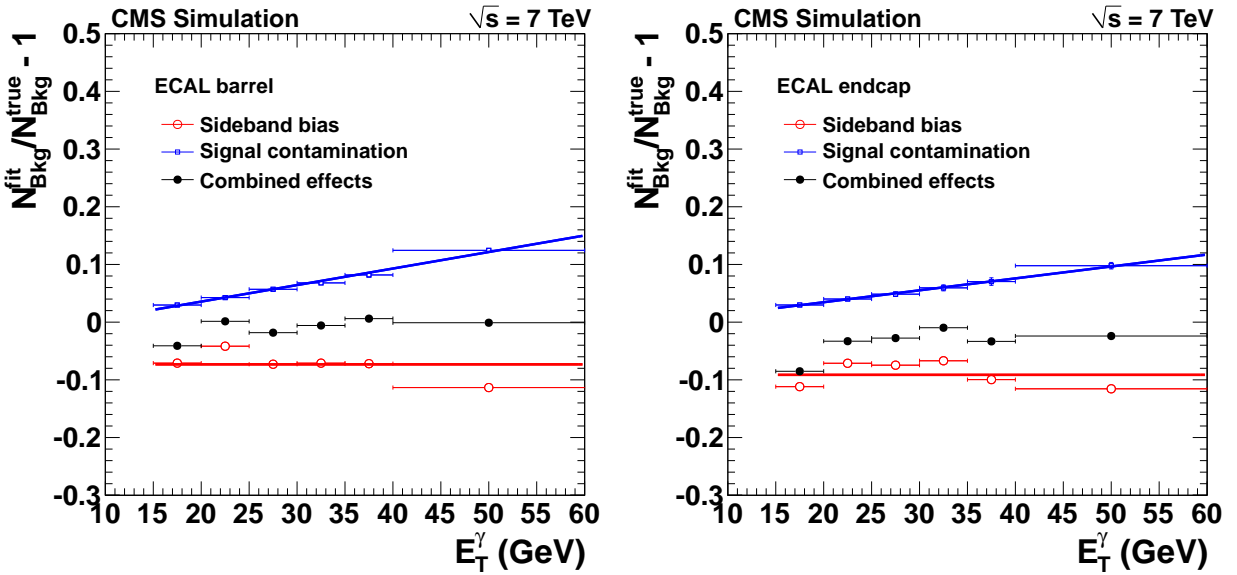 CMS Simulation √s = 7 TeV
N^fit_Bkg/N^true_Bkg - 1
0.5
0.4
0.3
0.2
0.1
0
-0.1
-0.2
-0.3
ECAL barrel
Sideband bias
Signal contamination
Combined effects
10 15 20 25 30 35 40 45 50 55 60
E_T^γ (GeV)
CMS Simulation √s = 7 TeV
N^fit_Bkg/N^true_Bkg - 1
0.5
0.4
0.3
0.2
0.1
0
-0.1
-0.2
-0.3
ECAL endcap
Sideband bias
Signal contamination
Combined effects
10 15 20 25 30 35 40 45 50 55 60
E_T^γ (GeV)